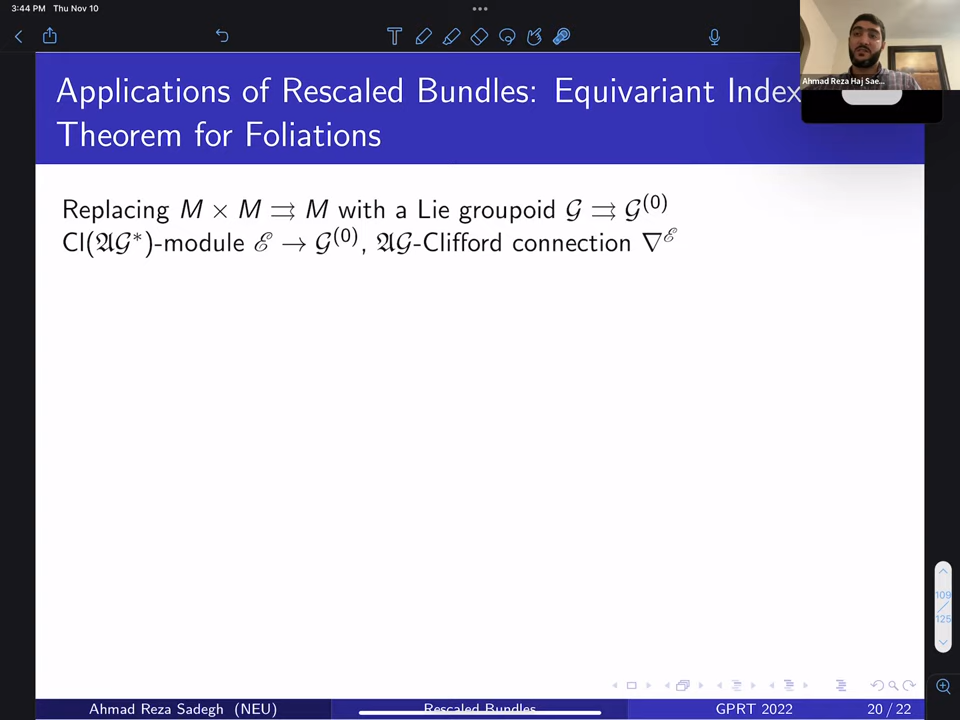 3:44 PM Thu Nov 10
Ahmad Reza Haj Sae...
Applications of Rescaled Bundles: Equivariant Index
Theorem for Foliations
Replacing M × M ⇉ M with a Lie groupoid 𝒢 ⇉ 𝒢⁽⁰⁾
Cl(𝔄𝒢*)-module ℰ → 𝒢⁽⁰⁾, 𝔄𝒢-Clifford connection ∇^ℰ
109
/
125
Ahmad Reza Sadegh (NEU)
Rescaled Bundles
GPRT 2022
20 / 22